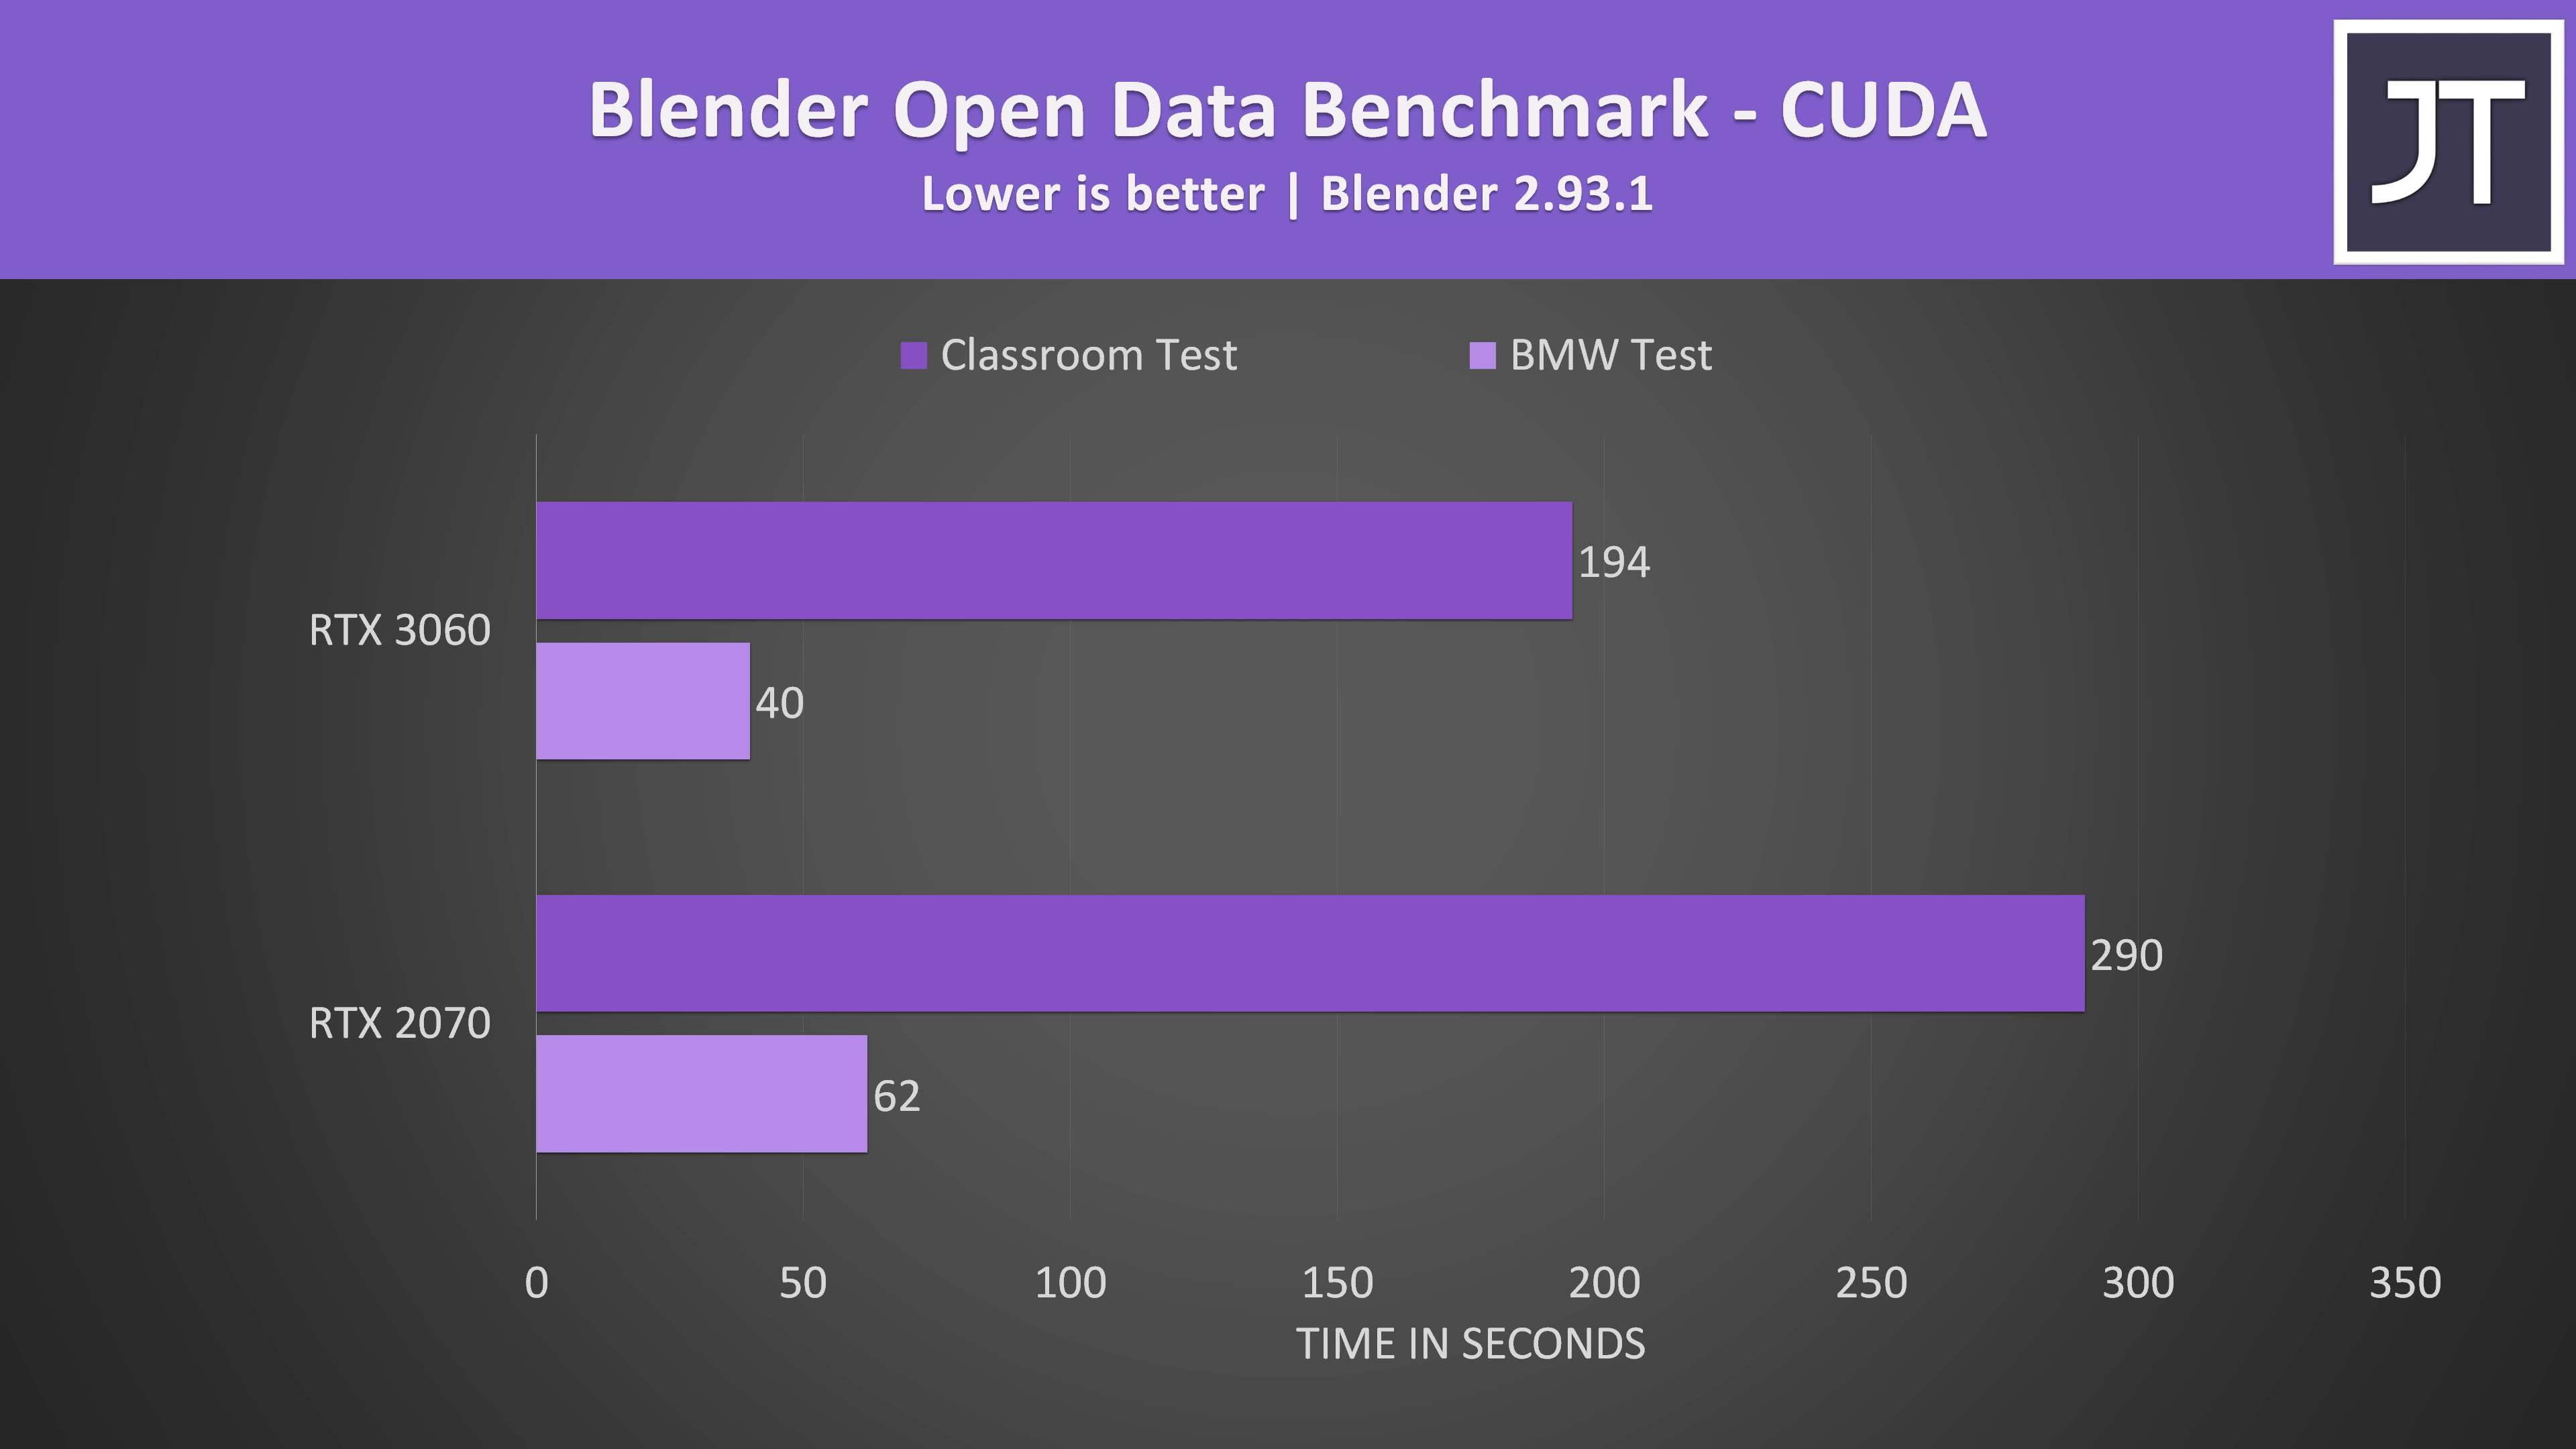 Blender Open Data Benchmark - CUDA
Lower is better | Blender 2.93.1
JT
Classroom Test
BMW Test
RTX 3060
194
40
RTX 2070
290
62
0 50 100 150 200 250 300 350
TIME IN SECONDS